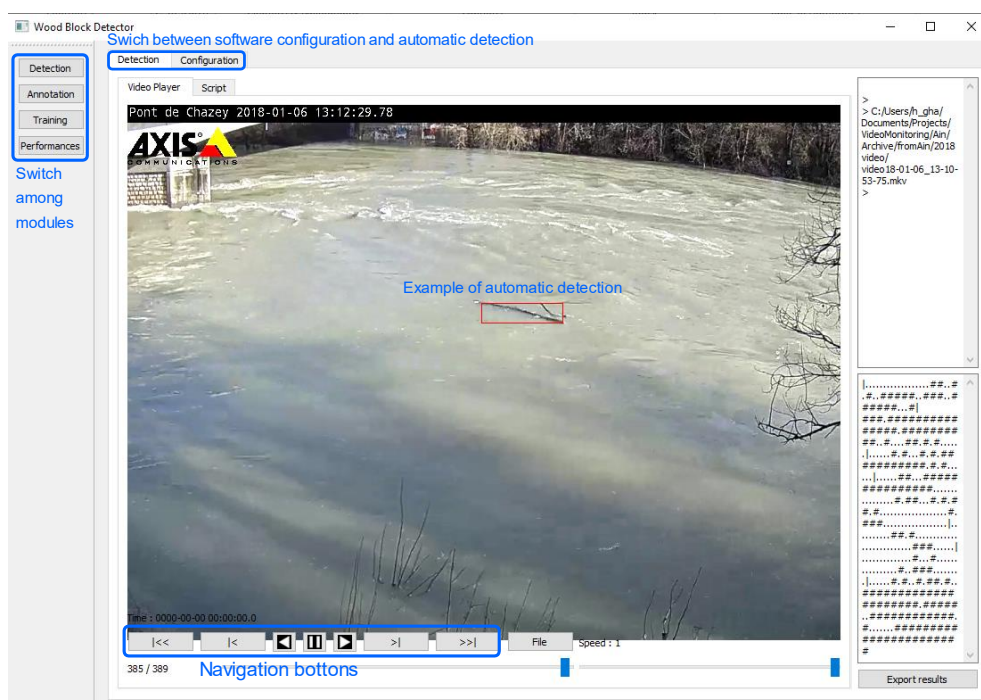 Wood Block Detector
Swich between software configuration and automatic detection
Detection
Configuration
Detection
Annotation
Training
Performances
Switch
among
modules
Video Player
Script
Pont de Chazey 2018-01-06 13:12:29.78
AXIS
COMMUNICATIONS
Example of automatic detection
Time : 0000-00-00 00:00:00.0
|<<
|<
>|
>>|
File
Speed : 1
385 / 389
Navigation bottons
>
> C:/Users/h_gha/
Documents/Projects/
VideoMonitoring/Ain/
Archive/fromAin/2018
video/
video18-01-06_13-10-
53-75.mkv
>
Export results